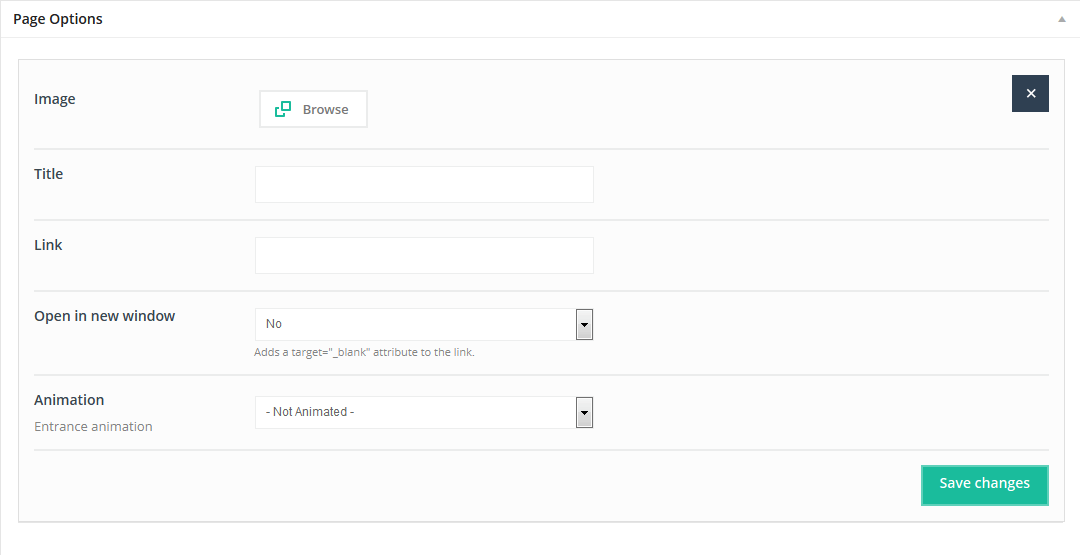 Page Options
Image
Browse
Title
Link
Open in new window
No
Adds a target="_blank" attribute to the link.
Animation
- Not Animated -
Entrance animation
Save changes